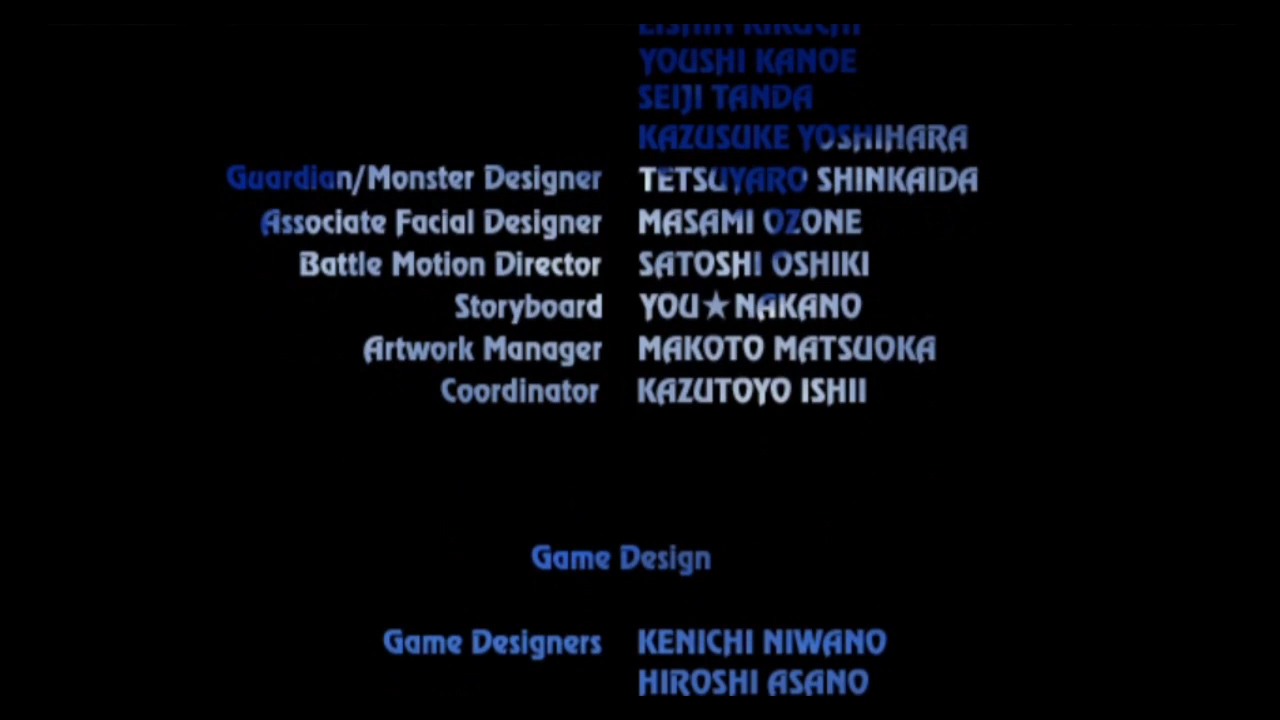 EISHIN KIKUCHI
YOUSHI KANOE
SEIJI TANDA
KAZUSUKE YOSHIHARA
Guardian/Monster Designer TETSUYARO SHINKAIDA
Associate Facial Designer MASAMI OZONE
Battle Motion Director SATOSHI OSHIKI
Storyboard YOU★NAKANO
Artwork Manager MAKOTO MATSUOKA
Coordinator KAZUTOYO ISHII
Game Design
Game Designers KENICHI NIWANO
HIROSHI ASANO